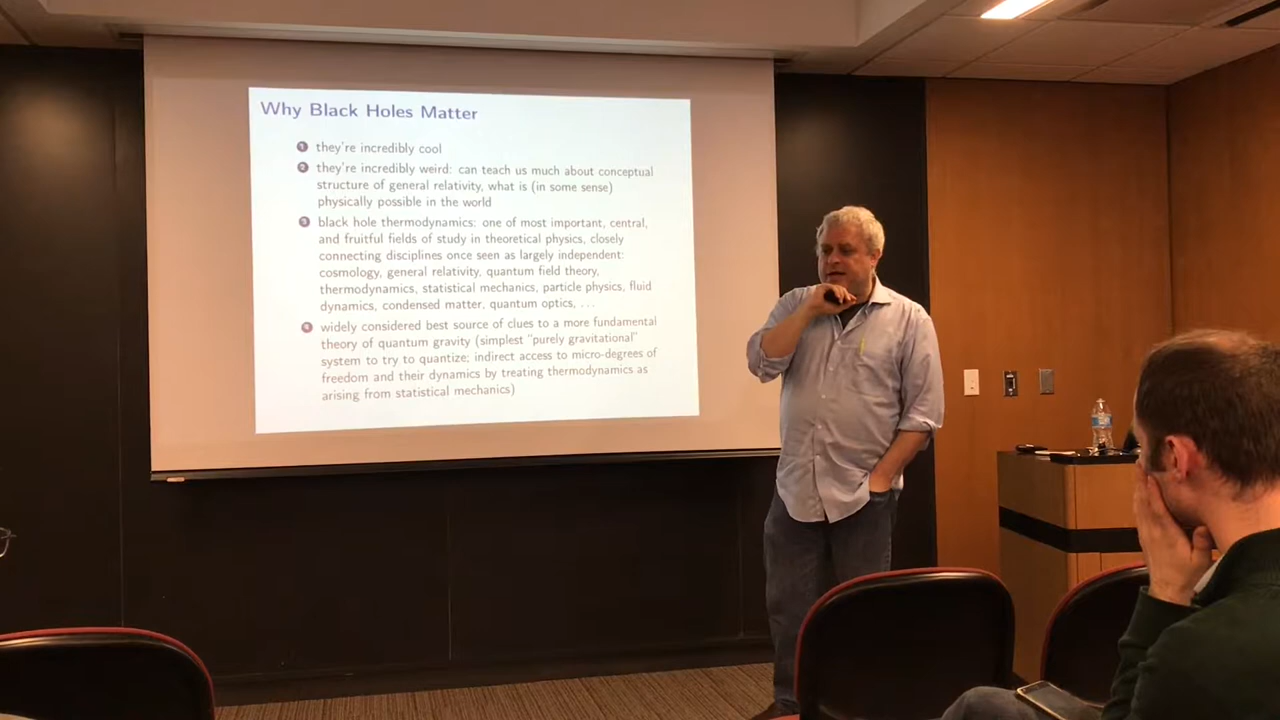 Why Black Holes Matter
1 they're incredibly cool
2 they're incredibly weird: can teach us much about conceptual
structure of general relativity, what is (in some sense)
physically possible in the world
3 black hole thermodynamics: one of most important, central,
and fruitful fields of study in theoretical physics, closely
connecting disciplines once seen as largely independent:
cosmology, general relativity, quantum field theory,
thermodynamics, statistical mechanics, particle physics, fluid
dynamics, condensed matter, quantum optics, ...
4 widely considered best source of clues to a more fundamental
theory of quantum gravity (simplest "purely gravitational"
system to try to quantize; indirect access to micro-degrees of
freedom and their dynamics by treating thermodynamics as
arising from statistical mechanics)